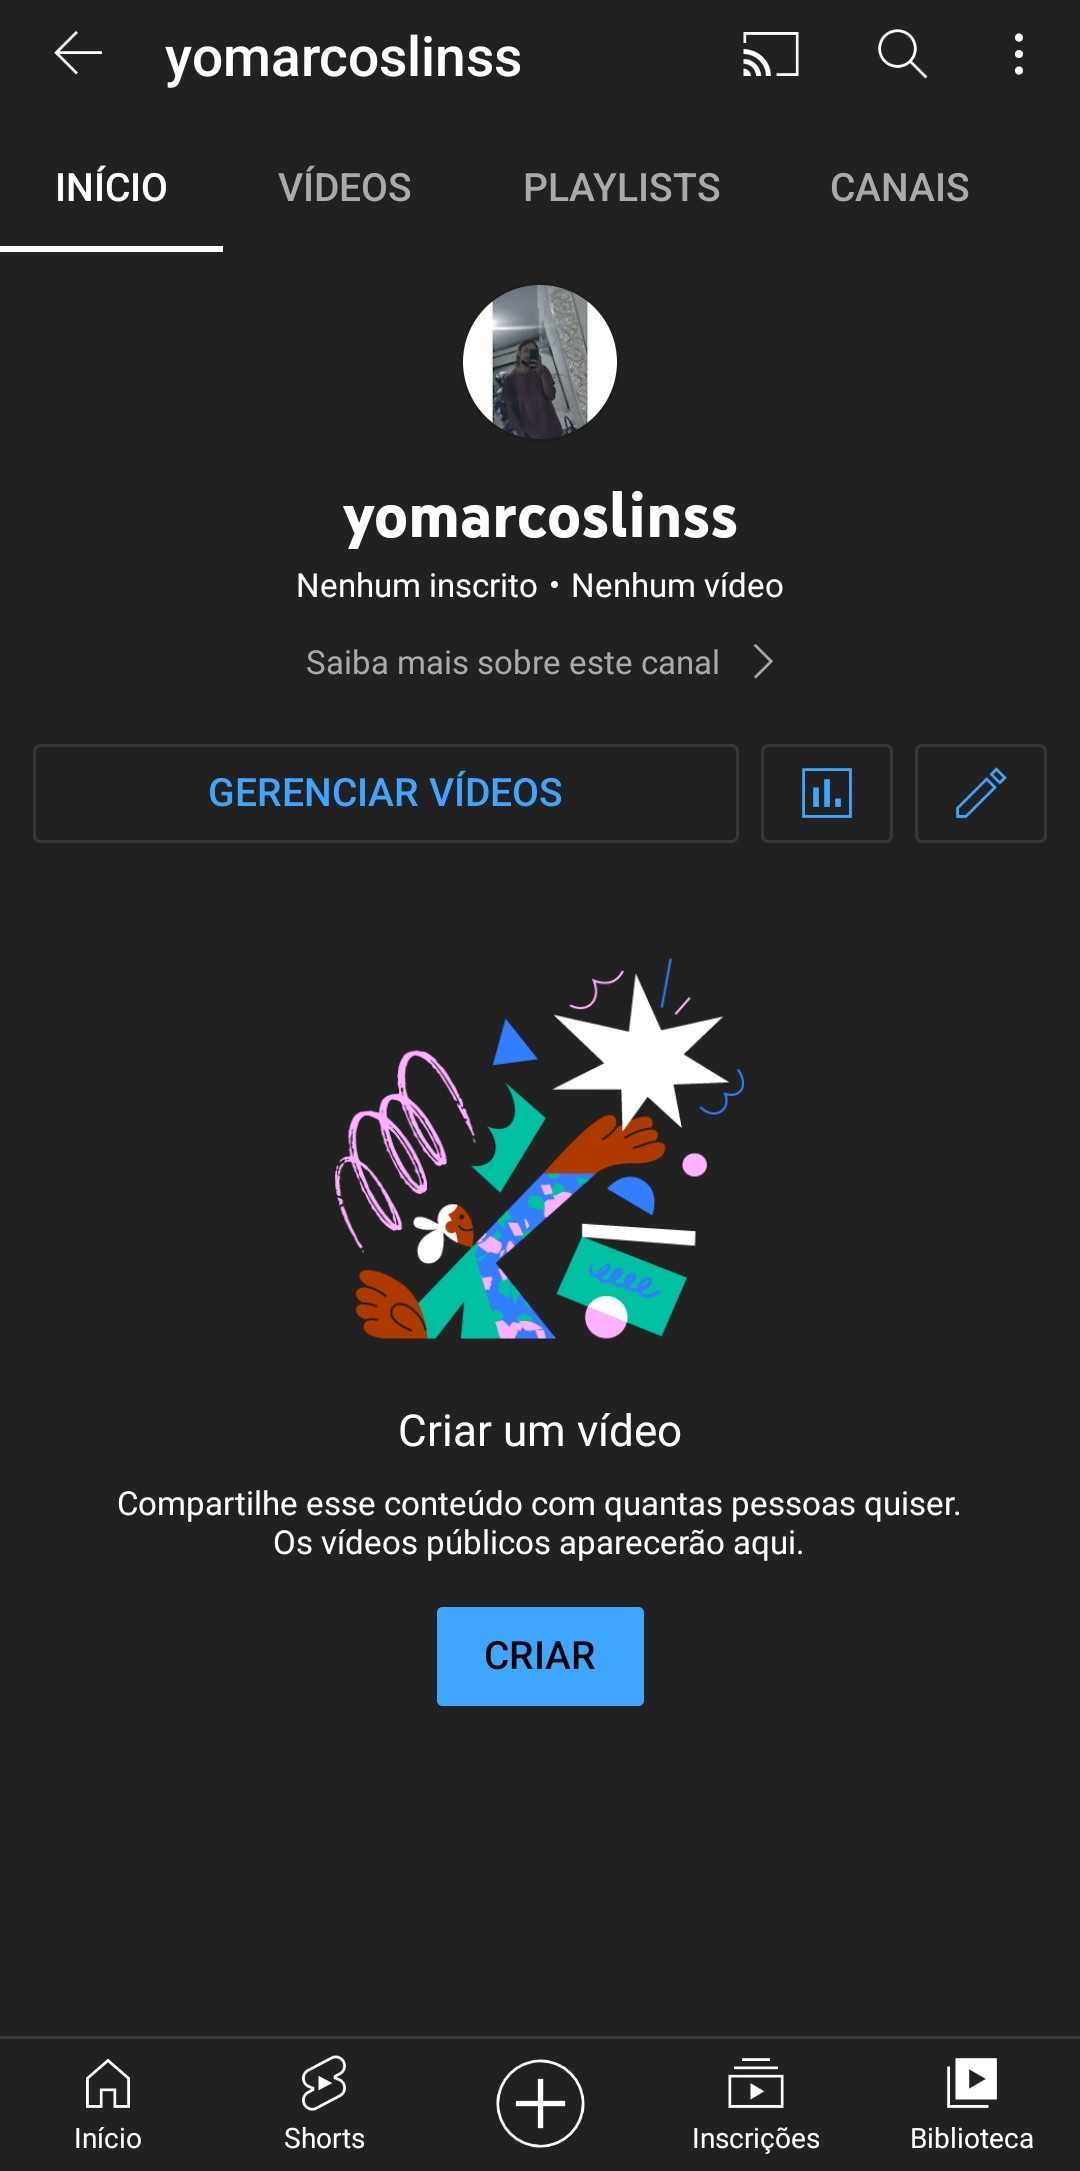 yomarcoslinss
INÍCIO VÍDEOS PLAYLISTS CANAIS
yomarcoslinss
Nenhum inscrito • Nenhum vídeo
Saiba mais sobre este canal
GERENCIAR VÍDEOS
Criar um vídeo
Compartilhe esse conteúdo com quantas pessoas quiser.
Os vídeos públicos aparecerão aqui.
CRIAR
Início Shorts Inscrições Biblioteca